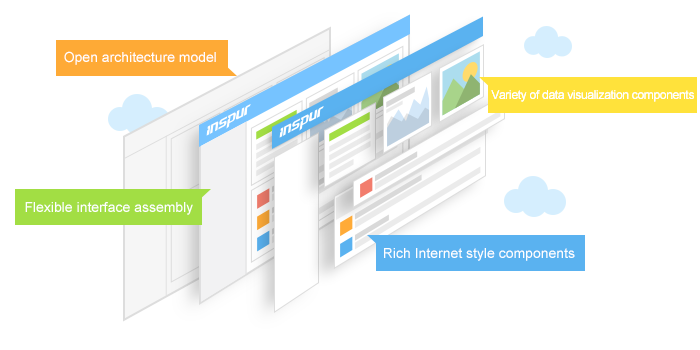 Open architecture model
Variety of data visualization components
inspur
inspur
Flexible interface assembly
Rich Internet style components